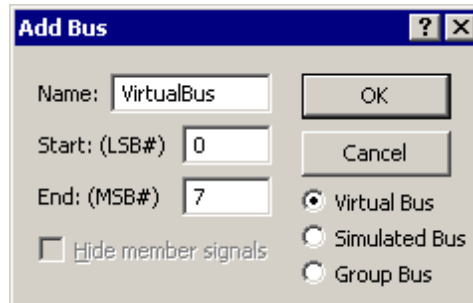 Add Bus
Name: VirtualBus
OK
Start: (LSB#) 0
Cancel
End: (MSB#) 7
Virtual Bus
Simulated Bus
Hide member signals
Group Bus